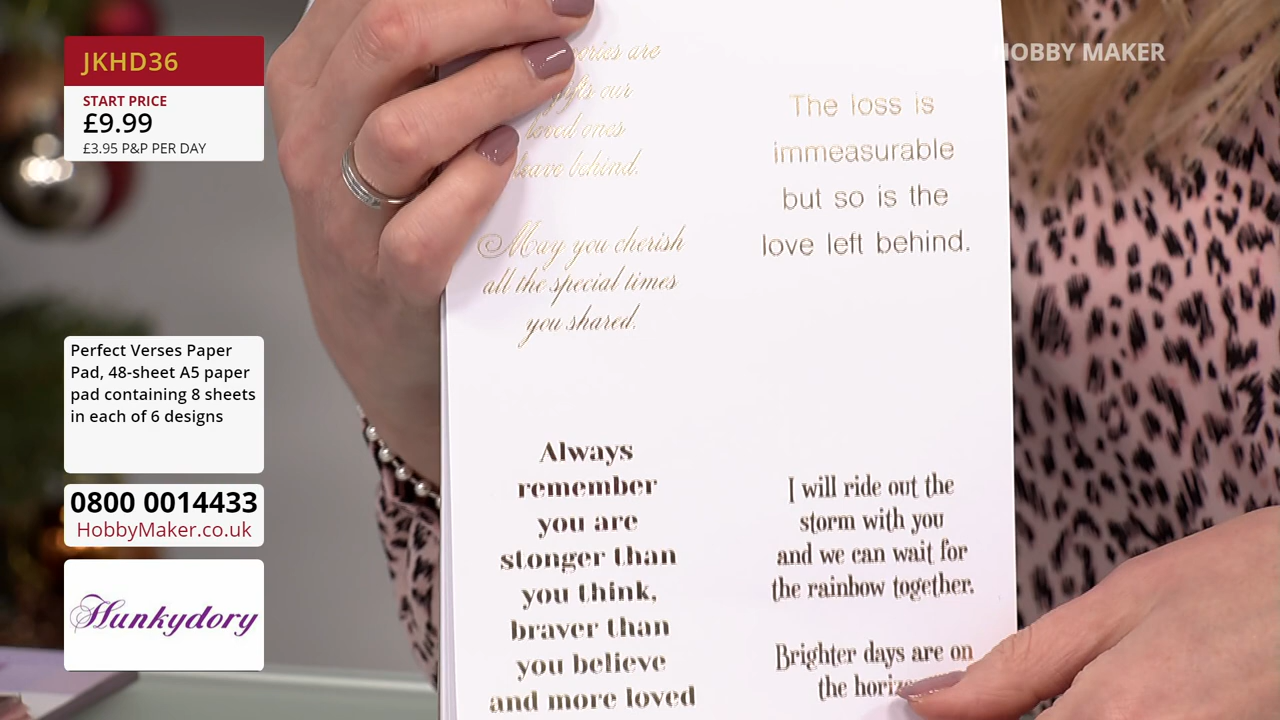 JKHD36
START PRICE
£9.99
£3.95 P&P PER DAY
Perfect Verses Paper
Pad, 48-sheet A5 paper
pad containing 8 sheets
in each of 6 designs
0800 0014433
HobbyMaker.co.uk
Hunkydory
HOBBY MAKER
are
our
loved ones
leave behind.
May you cherish
all the special times
you shared.
The loss is
immeasurable
but so is the
love left behind.
Always
remember
you are
stonger than
you think,
braver than
you believe
and more loved
I will ride out the
storm with you
and we can wait for
the rainbow together.
Brighter days are on
the